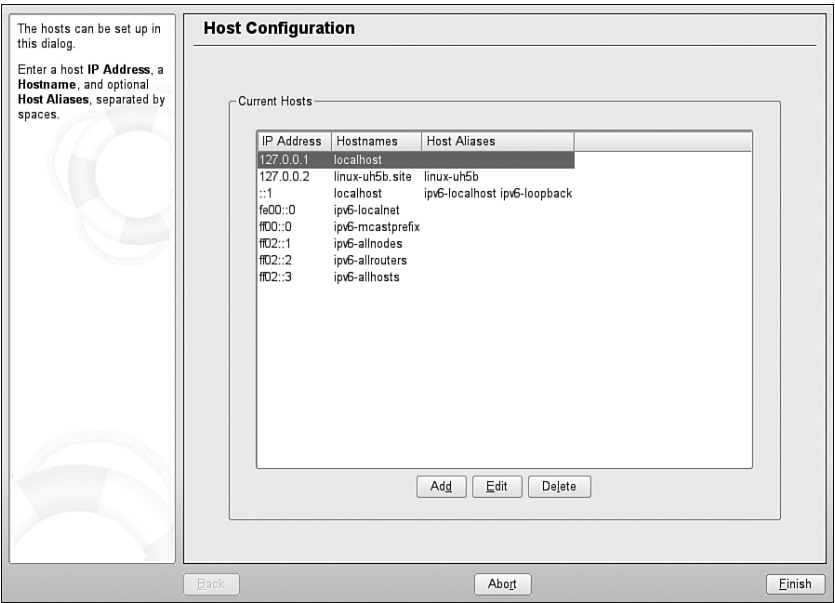 The hosts can be set up in
this dialog.
Enter a host IP Address, a
Hostname, and optional
Host Aliases, separated by
spaces.
Host Configuration
Current Hosts
IP Address Hostnames Host Aliases
127.0.0.1 localhost
127.0.0.2 linux-uh5b.site linux-uh5b
::1 localhost ipv6-localhost ipv6-loopback
fe00::0 ipv6-localnet
ff00::0 ipv6-mcastprefix
ff02::1 ipv6-allnodes
ff02::2 ipv6-allrouters
ff02::3 ipv6-allhosts
Add Edit Delete
Back Abort Finish